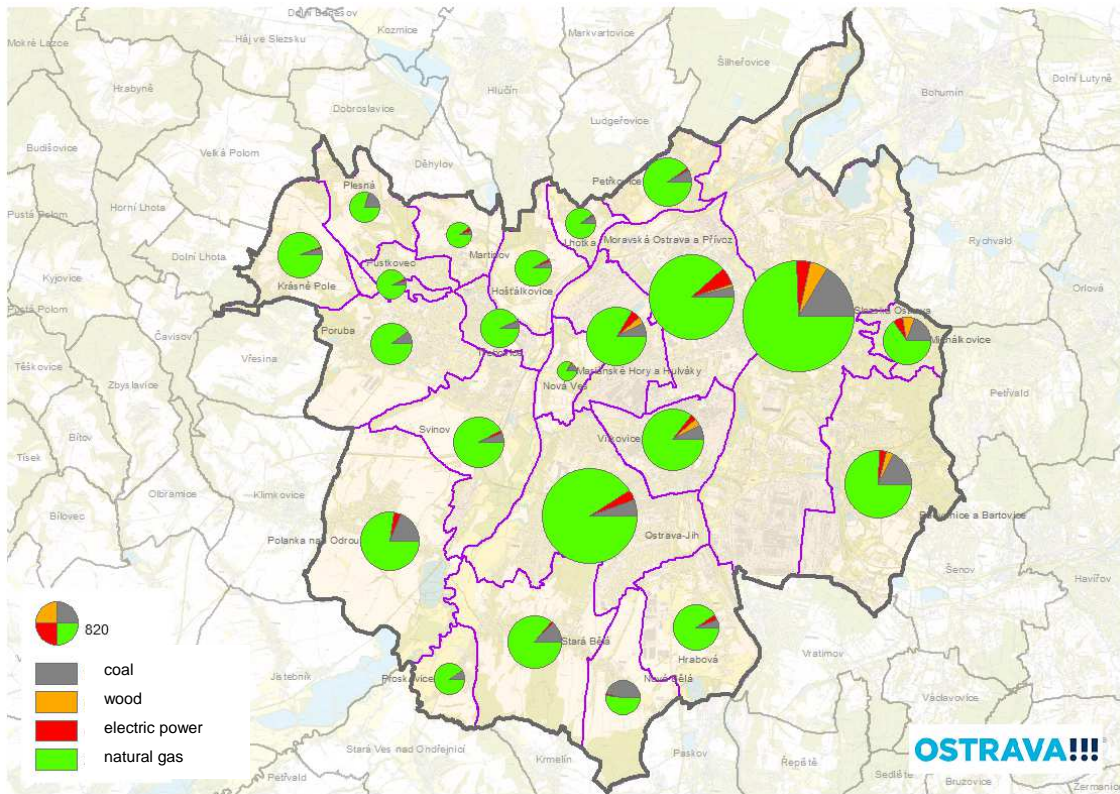 Dolní Benešov
Kozmice
Markvartovice
Mokré Lazce
Háj ve Slezsku
Šilheřovice
Dolní Lutyně
Hrabyně
Hlučín
Bohumín
Dobroslavice
Ludgeřovice
Budišovice
Velká Polom
Děhylov
Petřkovice
Plesná
Pustá Polom
Horní Lhota
Lhotka
Moravská Ostrava a Přívoz
Rychvald
Dolní Lhota
Martinov
Kyjovice
Pustkovec
Hošťálkovice
Krásné Pole
Orlová
Čavisov
Slezská Ostrava
Poruba
Třebovice
Michálkovice
Vřesina
Těškovice
Mariánské Hory a Hulváky
Zbyslavice
Nová Ves
Petřvald
Bítov
Svinov
Vítkovice
Tísek
Olbramice
Klimkovice
Radvanice a Bartovice
Bílovec
Ostrava-Jih
Polanka nad Odrou
Šenov
Havířov
820
Stará Bělá
Vratimov
Hrabová
coal
Jistebník
Proskovice
Nová Bělá
wood
Václavovice
electric power
OSTRAVA!!!
Stará Ves nad Ondřejnicí
Paskov
natural gas
Krmelín
Řepiště
Petřvald
Sedliště
Bruzovice
Žermanice